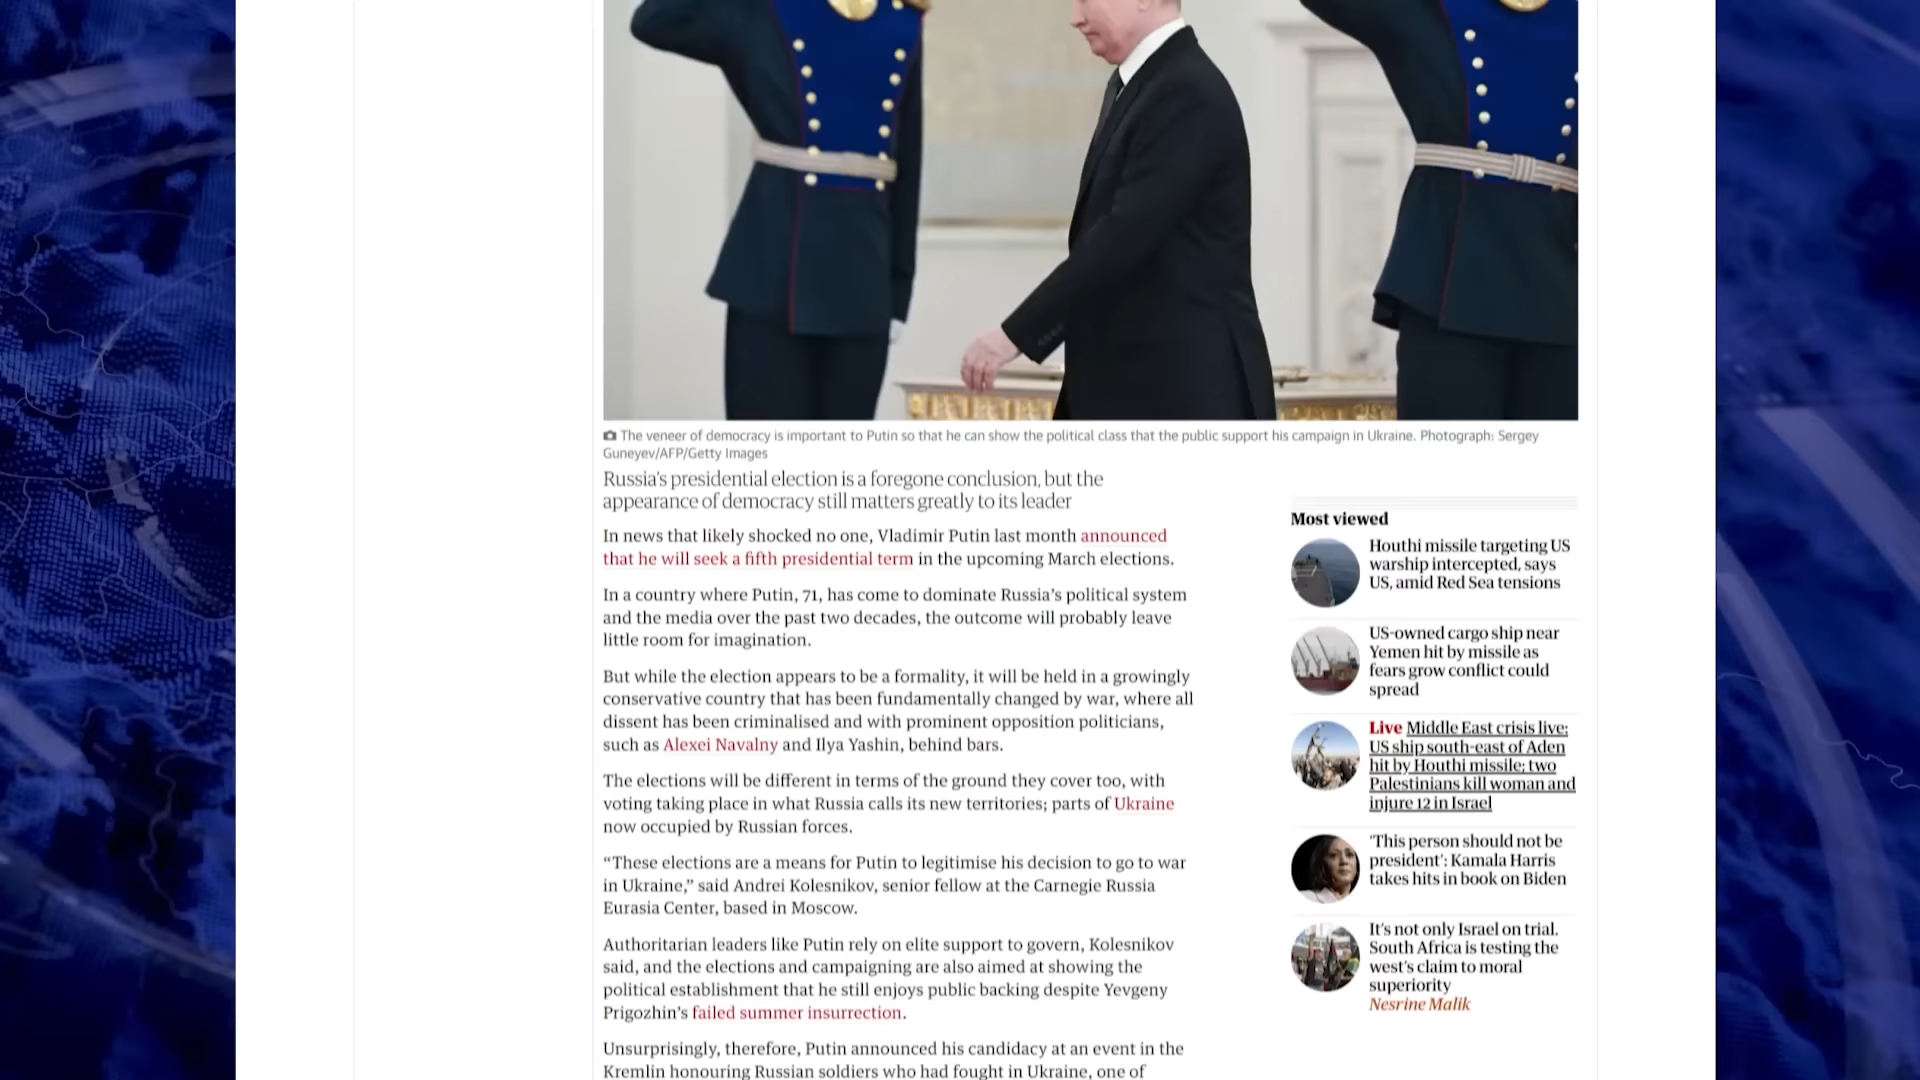 The veneer of democracy is important to Putin so that he can show the political class that the public support his campaign in Ukraine. Photograph: Sergey
Guneyev/AFP/Getty Images
Russia's presidential election is a foregone conclusion, but the
appearance of democracy still matters greatly to its leader
In news that likely shocked no one, Vladimir Putin last month announced
that he will seek a fifth presidential term in the upcoming March elections.
In a country where Putin, 71, has come to dominate Russia's political system
and the media over the past two decades, the outcome will probably leave
little room for imagination.
But while the election appears to be a formality, it will be held in a growingly
conservative country that has been fundamentally changed by war, where all
dissent has been criminalised and with prominent opposition politicians,
such as Alexei Navalny and Ilya Yashin, behind bars.
The elections will be different in terms of the ground they cover too, with
voting taking place in what Russia calls its new territories; parts of Ukraine
now occupied by Russian forces.
“These elections are a means for Putin to legitimise his decision to go to war
in Ukraine,” said Andrei Kolesnikov, senior fellow at the Carnegie Russia
Eurasia Center, based in Moscow.
Authoritarian leaders like Putin rely on elite support to govern, Kolesnikov
said, and the elections and campaigning are also aimed at showing the
political establishment that he still enjoys public backing despite Yevgeny
Prigozhin's failed summer insurrection.
Unsurprisingly, therefore, Putin announced his candidacy at an event in the
Kremlin honouring Russian soldiers who had fought in Ukraine, one of
Most viewed
Houthi missile targeting US
warship intercepted, says
US, amid Red Sea tensions
US-owned cargo ship near
Yemen hit by missile as
fears grow conflict could
spread
Live Middle East crisis live:
US ship south-east of Aden
hit by Houthi missile; two
Palestinians kill woman and
injure 12 in Israel
‘This person should not be
president’: Kamala Harris
takes hits in book on Biden
It's not only Israel on trial.
South Africa is testing the
west's claim to moral
superiority
Nesrine Malik